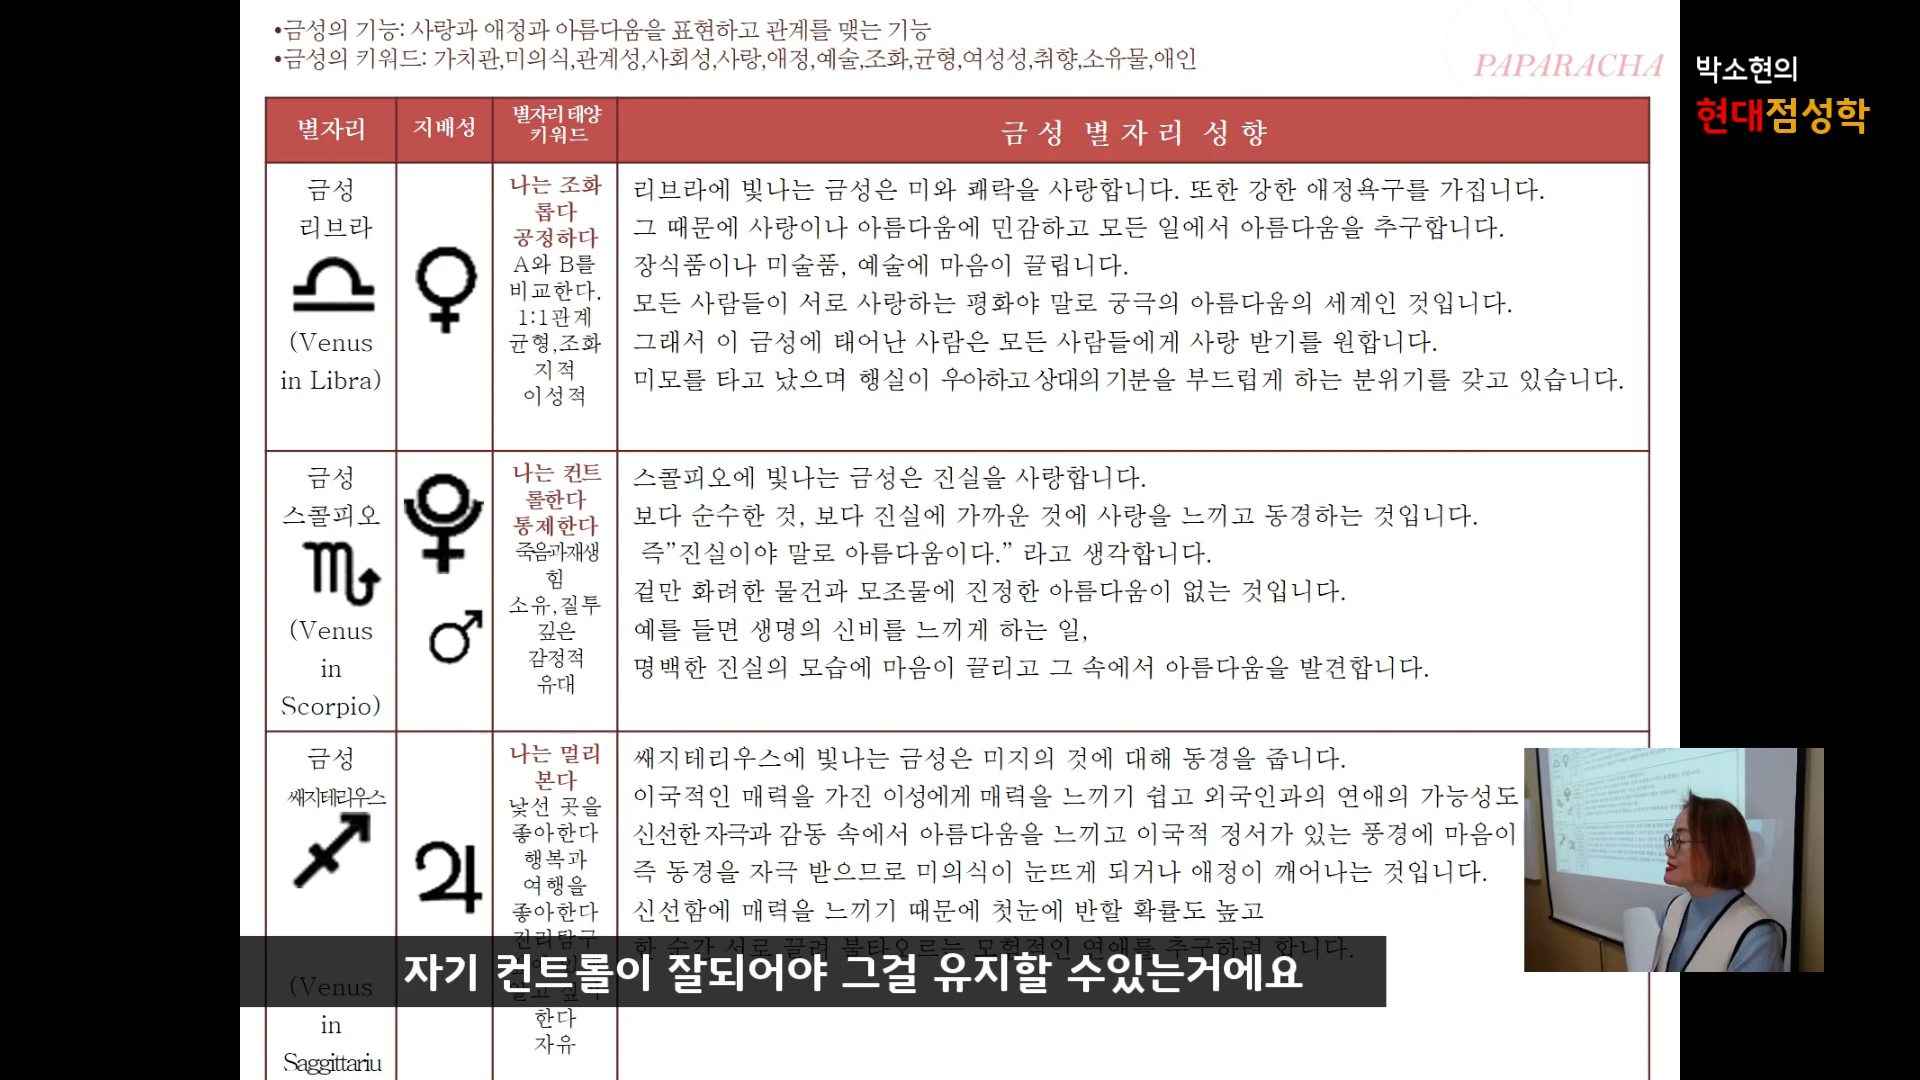 •금성의 기능: 사랑과 애정과 아름다움을 표현하고 관계를 맺는 기능
•금성의 키워드: 가치관,미의식,관계성,사회성,사랑,애정,예술,조화,균형,여성성,취향,소유물,애인
PAPARACHA
박소현의
현대점성학
별자리
지배성
별자리 태양
키워드
금 성 별 자 리 성 향
금성
리브라
(Venus
in Libra)
나는 조화
롭다
공정하다
A와 B를
비교한다.
1:1관계
균형,조화
지적
이성적
리브라에 빛나는 금성은 미와 쾌락을 사랑합니다. 또한 강한 애정욕구를 가집니다.
그 때문에 사랑이나 아름다움에 민감하고 모든 일에서 아름다움을 추구합니다.
장식품이나 미술품, 예술에 마음이 끌립니다.
모든 사람들이 서로 사랑하는 평화야 말로 궁극의 아름다움의 세계인 것입니다.
그래서 이 금성에 태어난 사람은 모든 사람들에게 사랑 받기를 원합니다.
미모를 타고 났으며 행실이 우아하고 상대의 기분을 부드럽게 하는 분위기를 갖고 있습니다.
금성
스콜피오
(Venus
in
Scorpio)
나는 컨트
롤한다
통제한다
죽음과재생
힘
소유,질투
깊은
감정적
유대
스콜피오에 빛나는 금성은 진실을 사랑합니다.
보다 순수한 것, 보다 진실에 가까운 것에 사랑을 느끼고 동경하는 것입니다.
즉”진실이야 말로 아름다움이다.” 라고 생각합니다.
겉만 화려한 물건과 모조물에 진정한 아름다움이 없는 것입니다.
예를 들면 생명의 신비를 느끼게 하는 일,
명백한 진실의 모습에 마음이 끌리고 그 속에서 아름다움을 발견합니다.
금성
쌔지테리우스
(Venus
in
Saggittariu
나는 멀리
본다
낯선 곳을
좋아한다
행복과
여행을
좋아한다
진리탐구
한다
자유
쌔지테리우스에 빛나는 금성은 미지의 것에 대해 동경을 줍니다.
이국적인 매력을 가진 이성에게 매력을 느끼기 쉽고 외국인과의 연애의 가능성도
신선한 자극과 감동 속에서 아름다움을 느끼고 이국적 정서가 있는 풍경에 마음이
즉 동경을 자극 받으므로 미의식이 눈뜨게 되거나 애정이 깨어나는 것입니다.
신선함에 매력을 느끼기 때문에 첫눈에 반할 확률도 높고
한 순간 서로 끌려 불타오르는 모험적인 연애를 추구하려 합니다.
자기 컨트롤이 잘되어야 그걸 유지할 수있는거에요